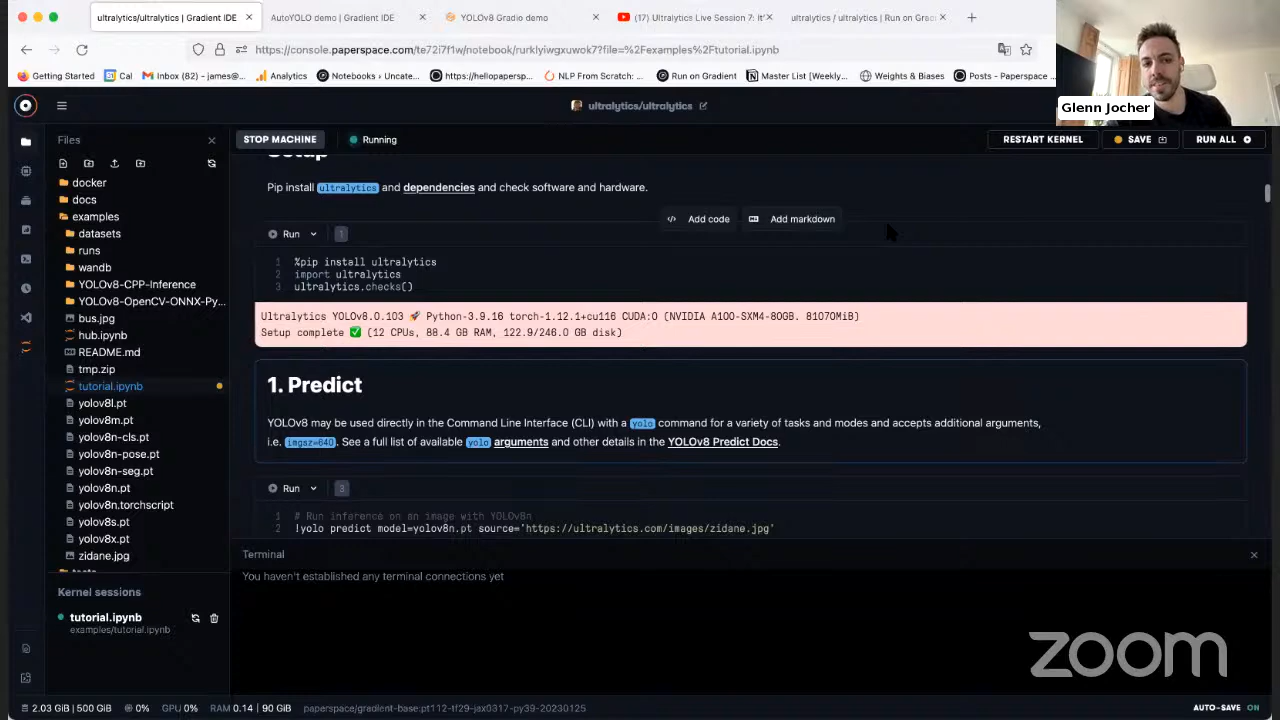 ultralytics/ultralytics | Gradient IDE
AutoYOLO demo | Gradient IDE
YOLOv8 Gradio demo
(17) Ultralytics Live Session 7: It'
ultralytics / ultralytics | Run on Grad
https://console.paperspace.com/te72i7f1w/notebook/rurklyiwgxuwok7?file=%2Fexamples%2Ftutorial.ipynb
Getting Started
Cal
Inbox (82) - james@...
Analytics
Notebooks › Uncate...
https://hellopapersp...
NLP From Scratch: ...
Run on Gradient
Master List [Weekly...
Weights & Biases
Posts - Paperspace ...
Glenn Jocher
ultralytics/ultralytics
Files
STOP MACHINE
Running
RESTART KERNEL
SAVE
RUN ALL
docker
docs
examples
datasets
runs
wandb
YOLOv8-CPP-Inference
YOLOv8-OpenCV-ONNX-Py...
bus.jpg
hub.ipynb
README.md
tmp.zip
tutorial.ipynb
yolov8l.pt
yolov8m.pt
yolov8n-cls.pt
yolov8n-pose.pt
yolov8n-seg.pt
yolov8n.pt
yolov8n.torchscript
yolov8s.pt
yolov8x.pt
zidane.jpg
tests
Kernel sessions
tutorial.ipynb
examples/tutorial.ipynb
Setup
Pip install ultralytics and dependencies and check software and hardware.
Add code
Add markdown
Run
1
1 %pip install ultralytics
2 import ultralytics
3 ultralytics.checks()
Ultralytics YOLOv8.0.103 🚀 Python-3.9.16 torch-1.12.1+cu116 CUDA:0 (NVIDIA A100-SXM4-80GB, 81070MiB)
Setup complete ✅ (12 CPUs, 88.4 GB RAM, 122.9/246.0 GB disk)
1. Predict
YOLOv8 may be used directly in the Command Line Interface (CLI) with a yolo command for a variety of tasks and modes and accepts additional arguments,
i.e. imgsz=640. See a full list of available yolo arguments and other details in the YOLOv8 Predict Docs.
Run
3
1 # Run inference on an image with YOLOv8n
2 !yolo predict model=yolov8n.pt source='https://ultralytics.com/images/zidane.jpg'
Terminal
You haven't established any terminal connections yet
zoom
2.03 GiB | 500 GiB
0%
GPU 0%
RAM 0.14 | 90 GiB
paperspace/gradient-base:pt112-tf29-jax0317-py39-20230125
AUTO-SAVE ON